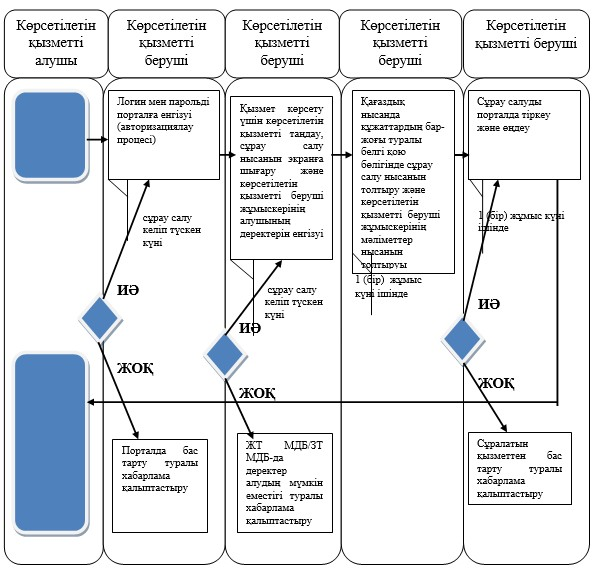 Көрсетілетін
қызметті
алушы
Көрсетілетін
қызметті
беруші
Көрсетілетін
қызметті
беруші
Көрсетілетін
қызметті
беруші
Көрсетілетін
қызметті беруші
Логин мен парольді
порталға енгізуі
(авторизациялау
процесі)
Қызмет көрсету
үшін көрсетілетін
қызметті таңдау,
сұрау салу
нысанын экранға
шығару және
көрсетілетін
қызметті беруші
жұмыскерінің
алушының
деректерін енгізуі
Қағаздық
нысанда
құжаттардың бар-
жоғы туралы
белгі қою
бөлігінде сұрау
салу нысанын
толтыру және
көрсетілетін
қызметті беруші
жұмыскерінің
мәліметтер
нысанын
толтыруы
Сұрау салуды
порталда тіркеу
және өңдеу
сұрау салу
келіп түскен
күні
сұрау салу
келіп түскен
күні
1 (бір) жұмыс
күні ішінде
1 (бір) жұмыс күні
ішінде
ИӘ
ИӘ
ИӘ
ЖОҚ
ЖОҚ
ЖОҚ
Порталда бас
тарту туралы
хабарлама
қалыптастыру
ЖТ МДБ/ЗТ
МДБ-да
деректер
алудың мүмкін
еместігі туралы
хабарлама
қалыптастыру
Сұралатын
қызметтен бас
тарту туралы
хабарлама
қалыптастыру